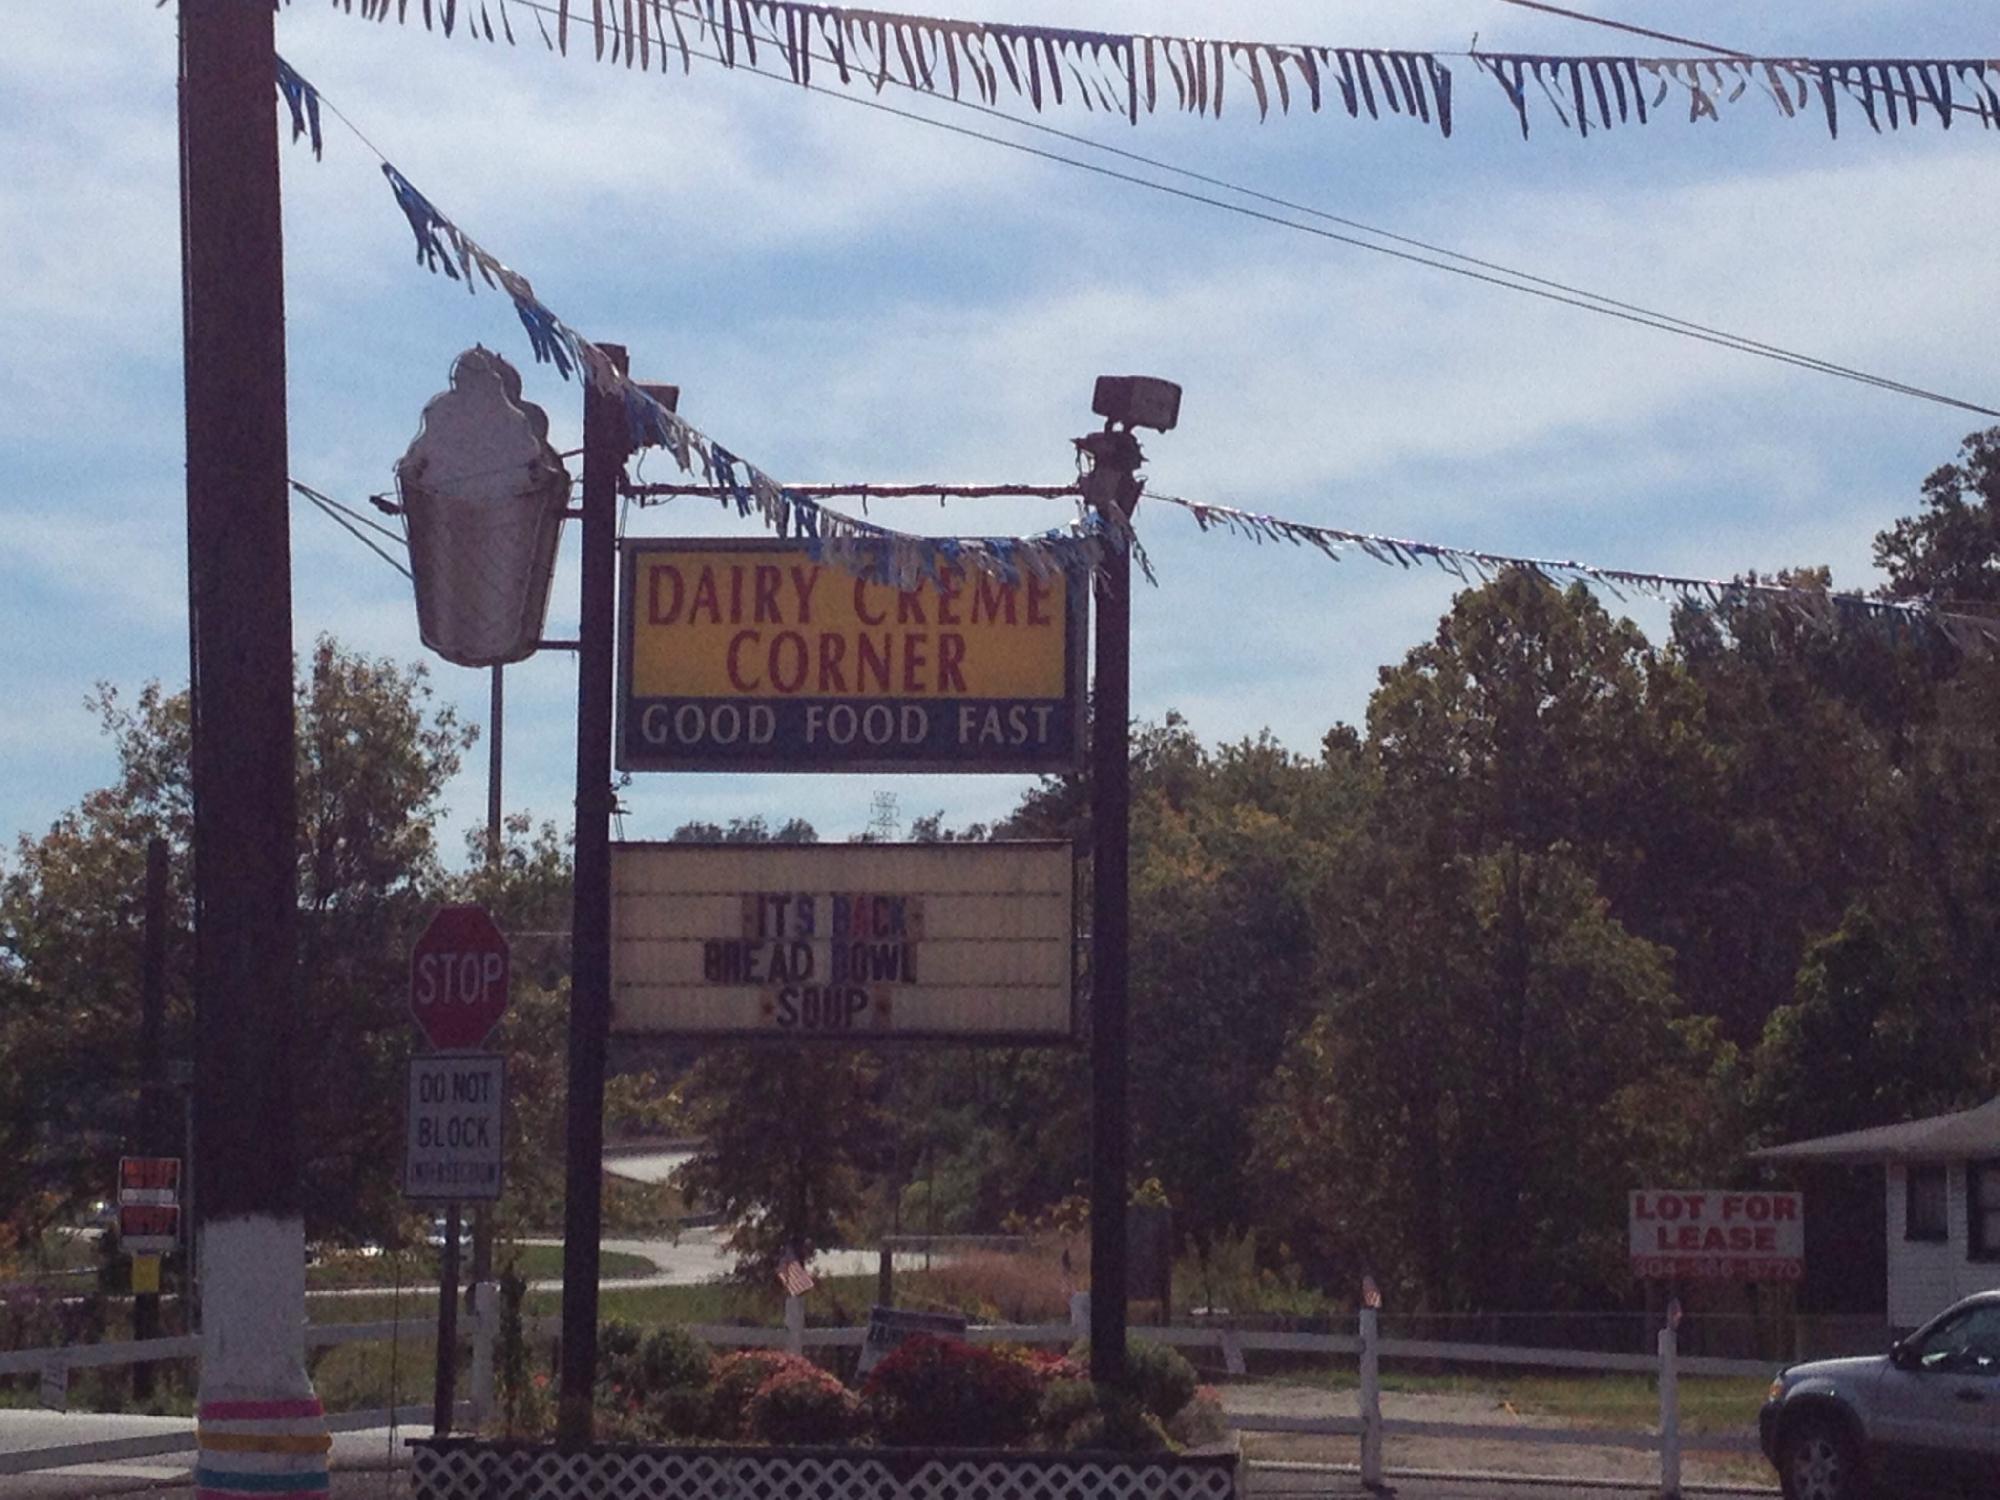 DAIRY CREME
CORNER
GOOD FOOD FAST
ITS BACK
BREAD BOWL
SOUP
STOP
DO NOT
BLOCK
INTERSECTION
LOT FOR
LEASE